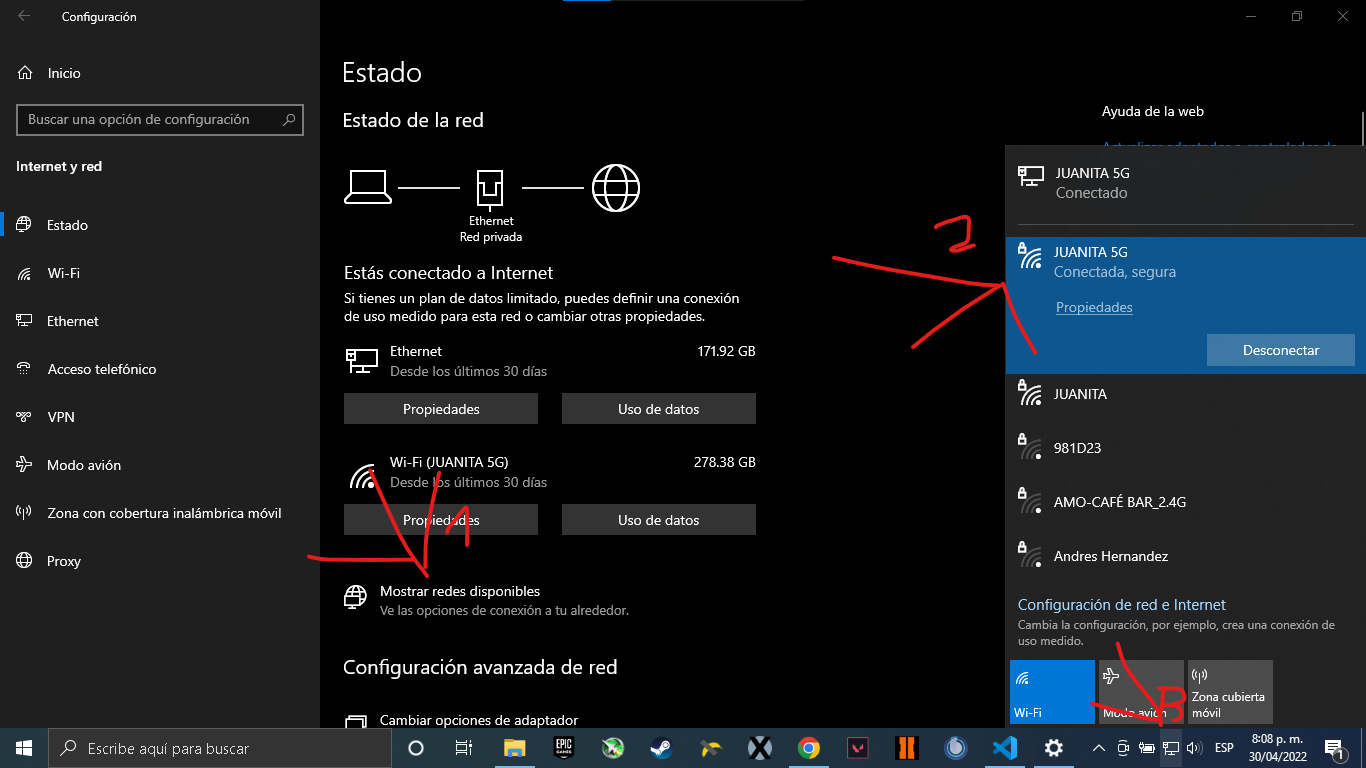 Configuración
Inicio
Buscar una opción de configuración
Internet y red
Estado
Wi-Fi
Ethernet
Acceso telefónico
VPN
Modo avión
Zona con cobertura inalámbrica móvil
Proxy
Estado
Estado de la red
Ethernet
Red privada
Estás conectado a Internet
Si tienes un plan de datos limitado, puedes definir una conexión
de uso medido para esta red o cambiar otras propiedades.
Ethernet 171.92 GB
Desde los últimos 30 días
Propiedades Uso de datos
Wi-Fi (JUANITA 5G) 278.38 GB
Desde los últimos 30 días
Propiedades Uso de datos
1
Mostrar redes disponibles
Ve las opciones de conexión a tu alrededor.
Configuración avanzada de red
Cambiar opciones de adaptador
Ayuda de la web
2
JUANITA 5G
Conectado
JUANITA 5G
Conectada, segura
Propiedades
Desconectar
JUANITA
981D23
AMO-CAFÉ BAR_2.4G
Andres Hernandez
Configuración de red e Internet
Cambia la configuración, por ejemplo, crea una conexión de
uso medido.
Wi-Fi
Modo avión
Zona cubierta
móvil
B
Escribe aquí para buscar
EPIC
GAMES
ESP
8:08 p. m.
30/04/2022
1